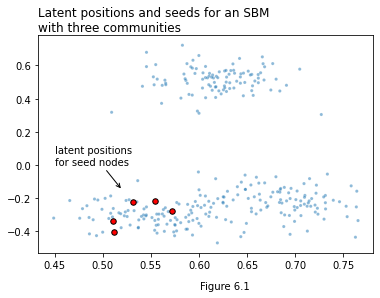 Latent positions and seeds for an SBM
with three communities
0.6
0.4
0.2
0.0
−0.2
−0.4
latent positions
for seed nodes
0.45 0.50 0.55 0.60 0.65 0.70 0.75
Figure 6.1